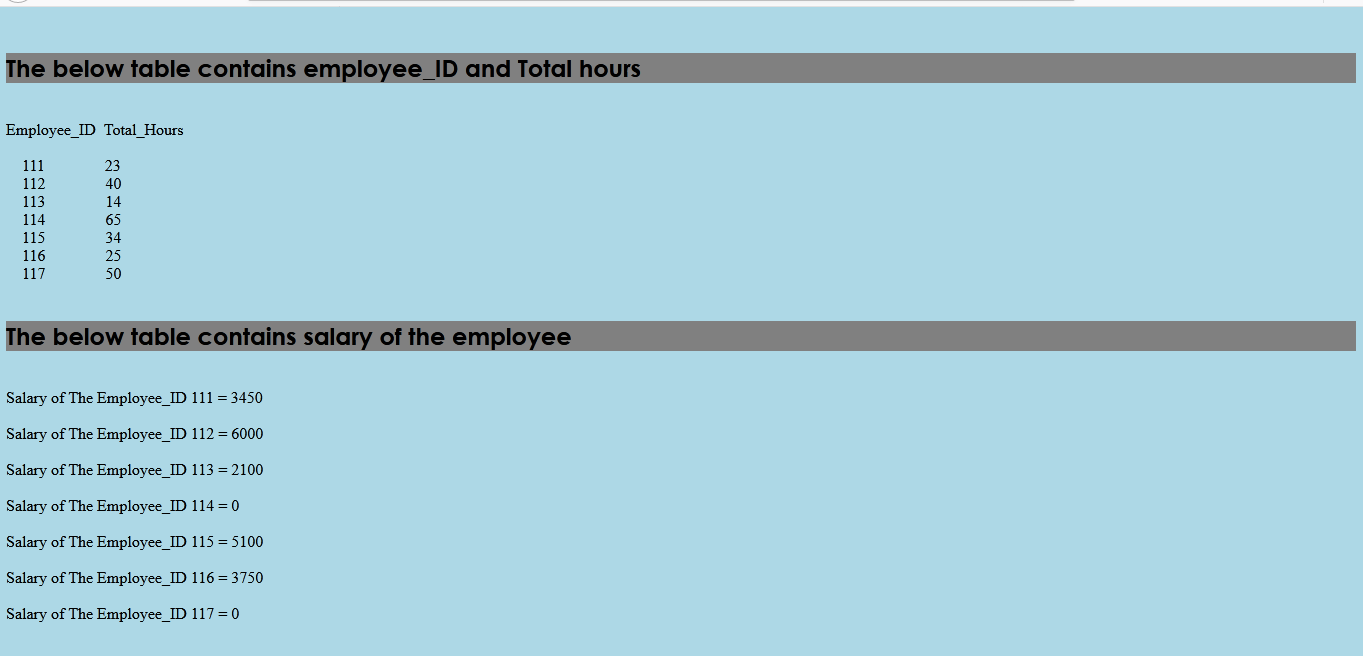 The below table contains employee_ID and Total hours
Employee_ID Total_Hours
111 23
112 40
113 14
114 65
115 34
116 25
117 50
The below table contains salary of the employee
Salary of The Employee_ID 111 = 3450
Salary of The Employee_ID 112 = 6000
Salary of The Employee_ID 113 = 2100
Salary of The Employee_ID 114 = 0
Salary of The Employee_ID 115 = 5100
Salary of The Employee_ID 116 = 3750
Salary of The Employee_ID 117 = 0